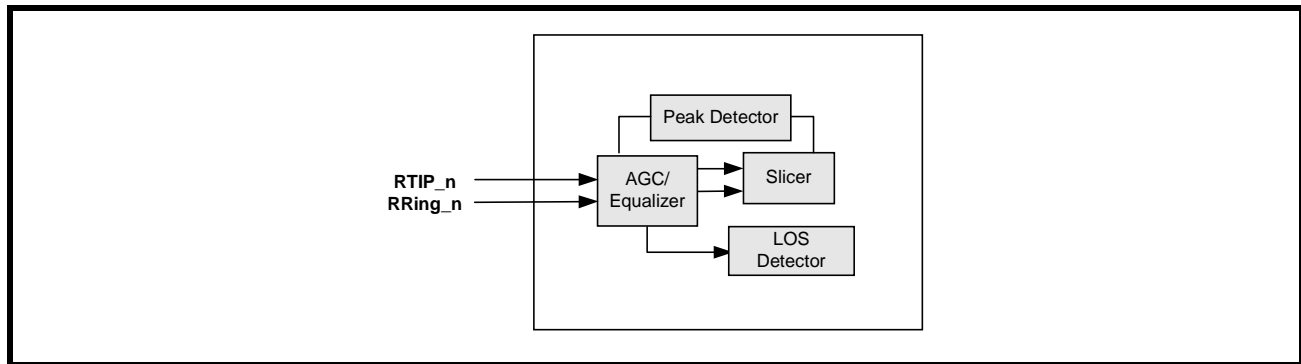 Peak Detector
RTIP_n
RRing_n
AGC/
Equalizer
Slicer
LOS
Detector